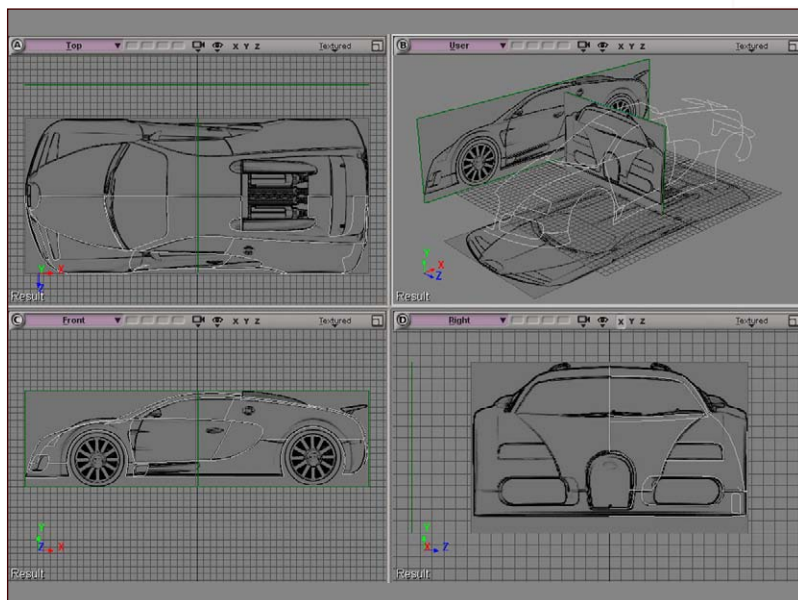 A Top X Y Z Textured
B User X Y Z Textured
Y X
Z
Result
Y
X
Z
Result
C Front X Y Z Textured
D Right X Y Z Textured
Y
Z X
Result
Y
X Z
Result